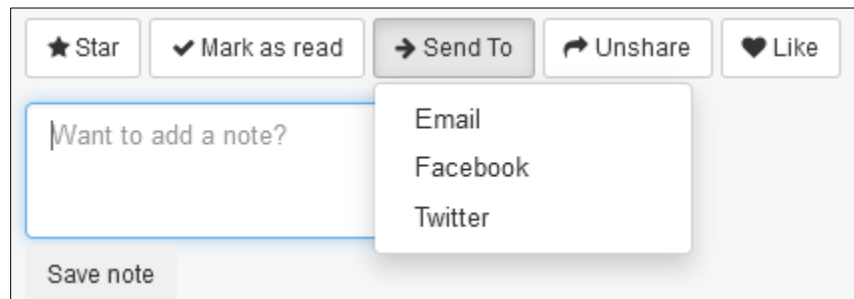 Star Mark as read Send To Unshare Like
Want to add a note?
Email
Facebook
Twitter
Save note